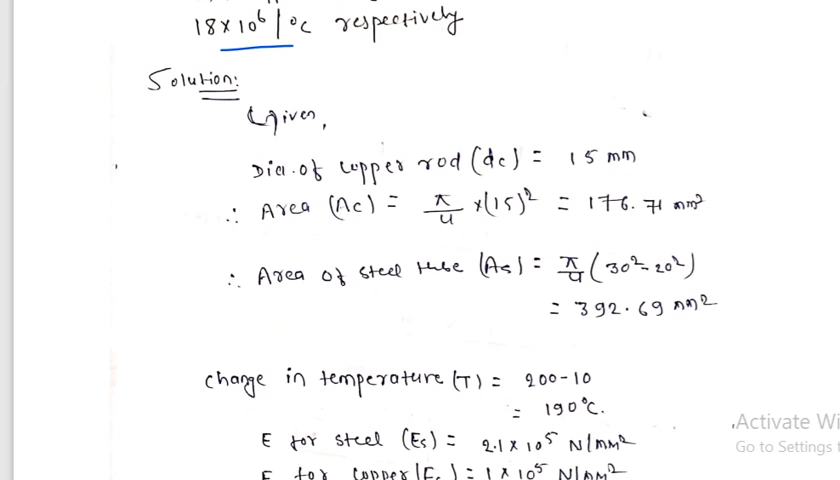 18×10⁶/°c respectively
Solution:
Given,
Dia. of copper rod (dc) = 15 mm
∴ Area (Ac) = π/4 ×(15)² = 176.71 mm²
∴ Area of steel tube (As) = π/4 (30²-20²)
= 392.69 mm²
change in temperature (T) = 200-10
= 190°C.
E for steel (Es) = 2.1×10⁵ N/mm²
E for copper (Ec) = 1×10⁵ N/mm²
Activate Wi
Go to Settings t